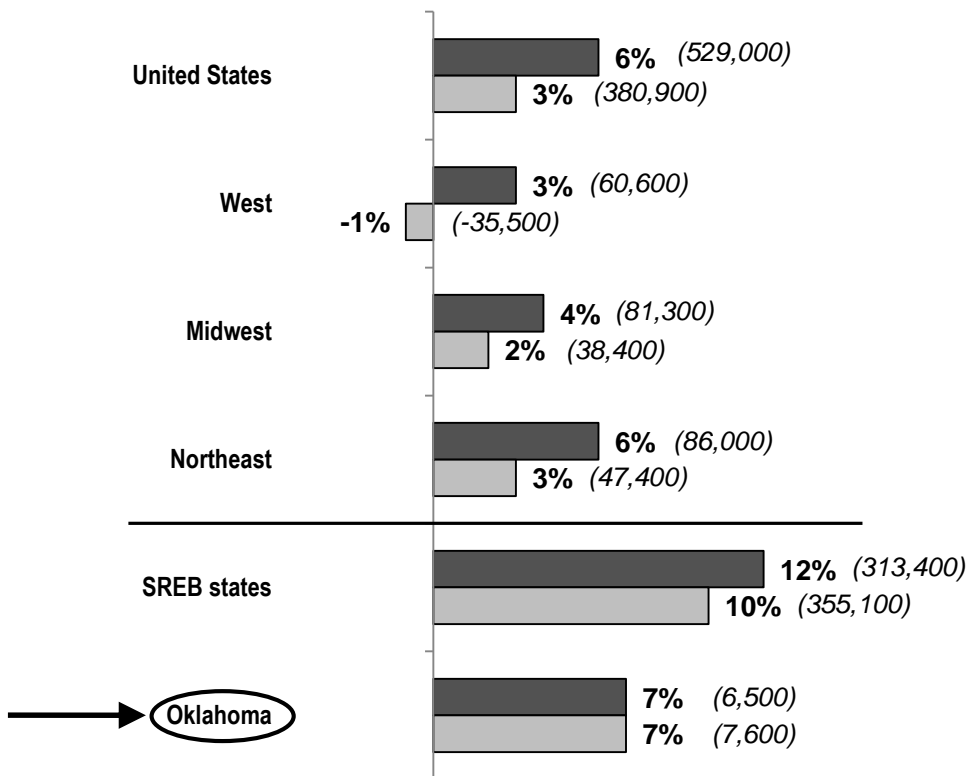 6% (529,000)
United States
3% (380,900)
3% (60,600)
West
-1% (-35,500)
4% (81,300)
Midwest
2% (38,400)
6% (86,000)
Northeast
3% (47,400)
12% (313,400)
SREB states
10% (355,100)
7% (6,500)
Oklahoma
7% (7,600)